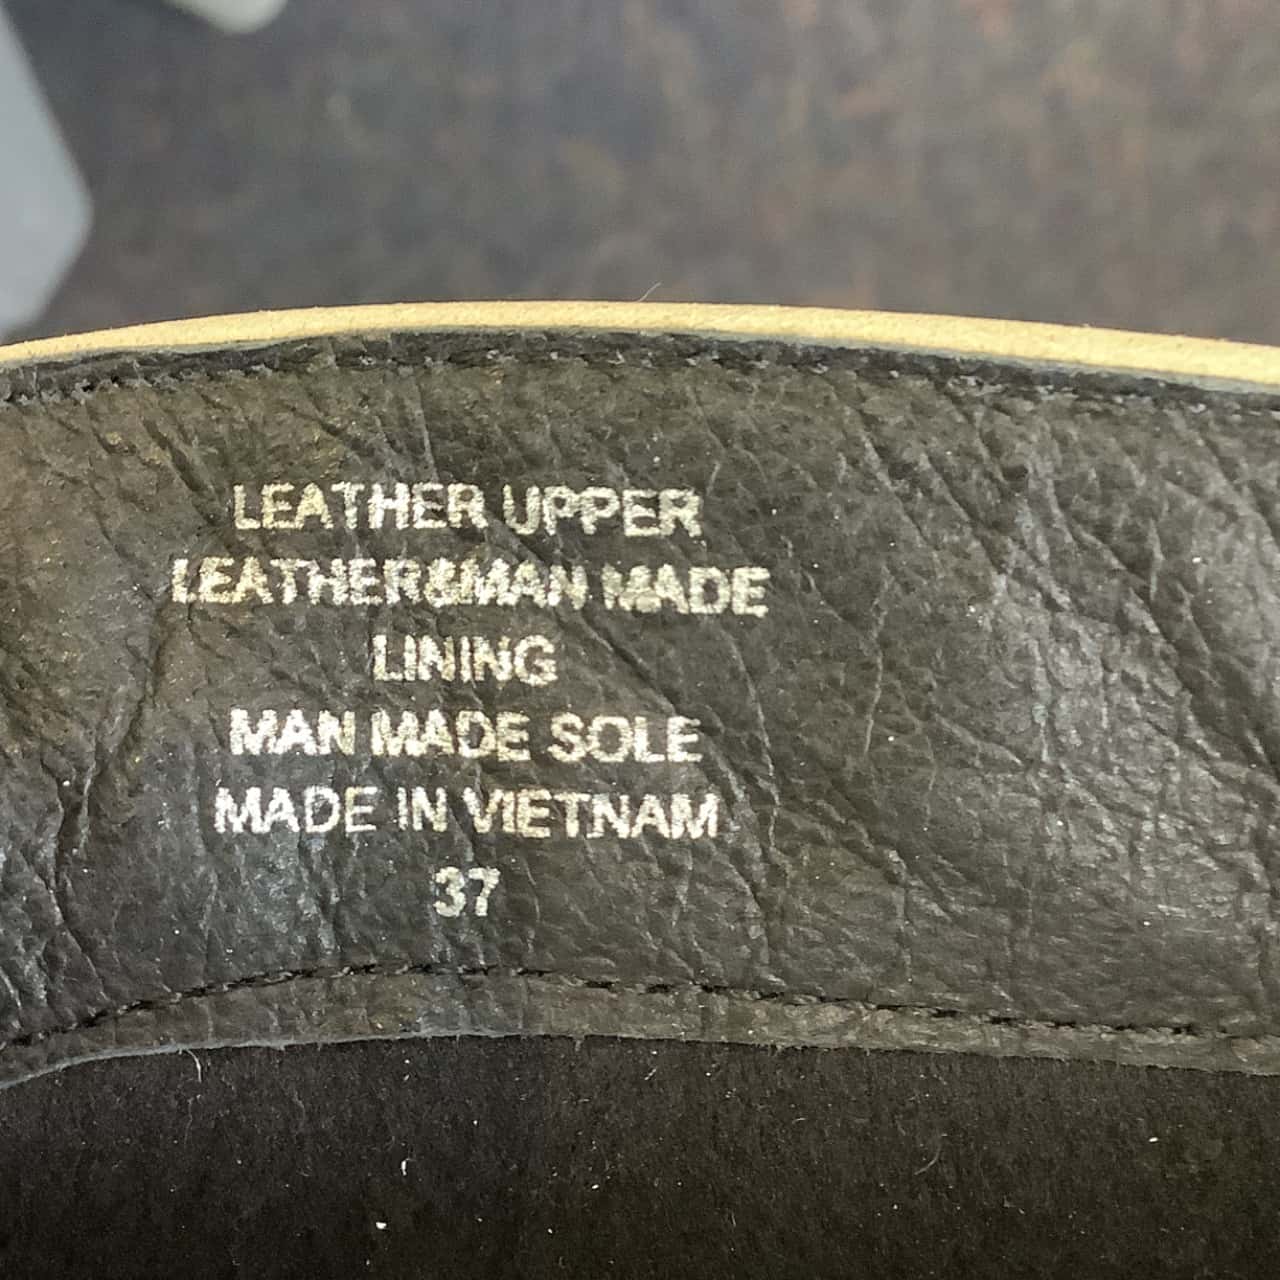 LEATHER UPPER
LEATHER&MAN MADE
LINING
MAN MADE SOLE
MADE IN VIETNAM
37